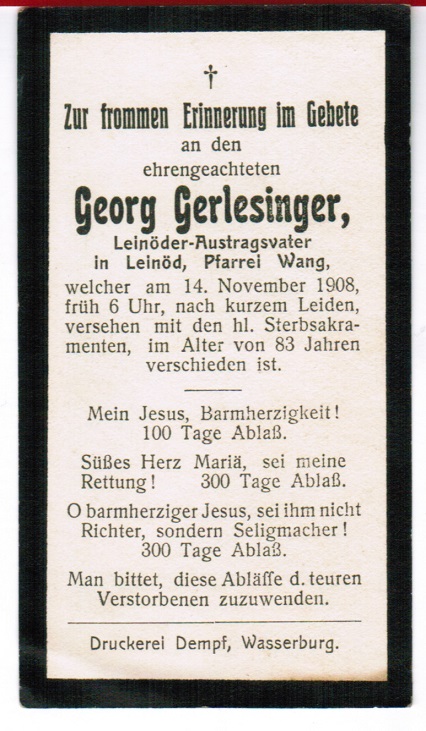 †
Zur frommen Erinnerung im Gebete
an den
ehrengeachteten
Georg Gerlesinger,
Leinöder-Austragsvater
in Leinöd, Pfarrei Wang,
welcher am 14. November 1908,
früh 6 Uhr, nach kurzem Leiden,
versehen mit den hl. Sterbsakra-
menten, im Alter von 83 Jahren
verschieden ist.
Mein Jesus, Barmherzigkeit!
100 Tage Ablaß.
Süßes Herz Mariä, sei meine
Rettung! 300 Tage Ablaß.
O barmherziger Jesus, sei ihm nicht
Richter, sondern Seligmacher!
300 Tage Ablaß.
Man bittet, diese Abläſſe d. teuren
Verstorbenen zuzuwenden.
Druckerei Dempf, Wasserburg.